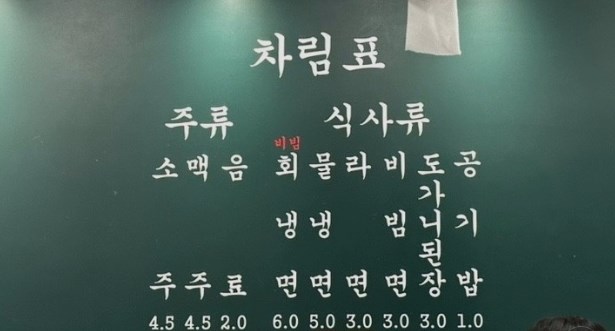 차림표
주류
소주 4.5
맥주 4.5
음료 2.0
식사류
비빔
회냉면 6.0
물냉면 5.0
라면 3.0
비빔면 3.0
도가니된장 3.0
공기밥 1.0